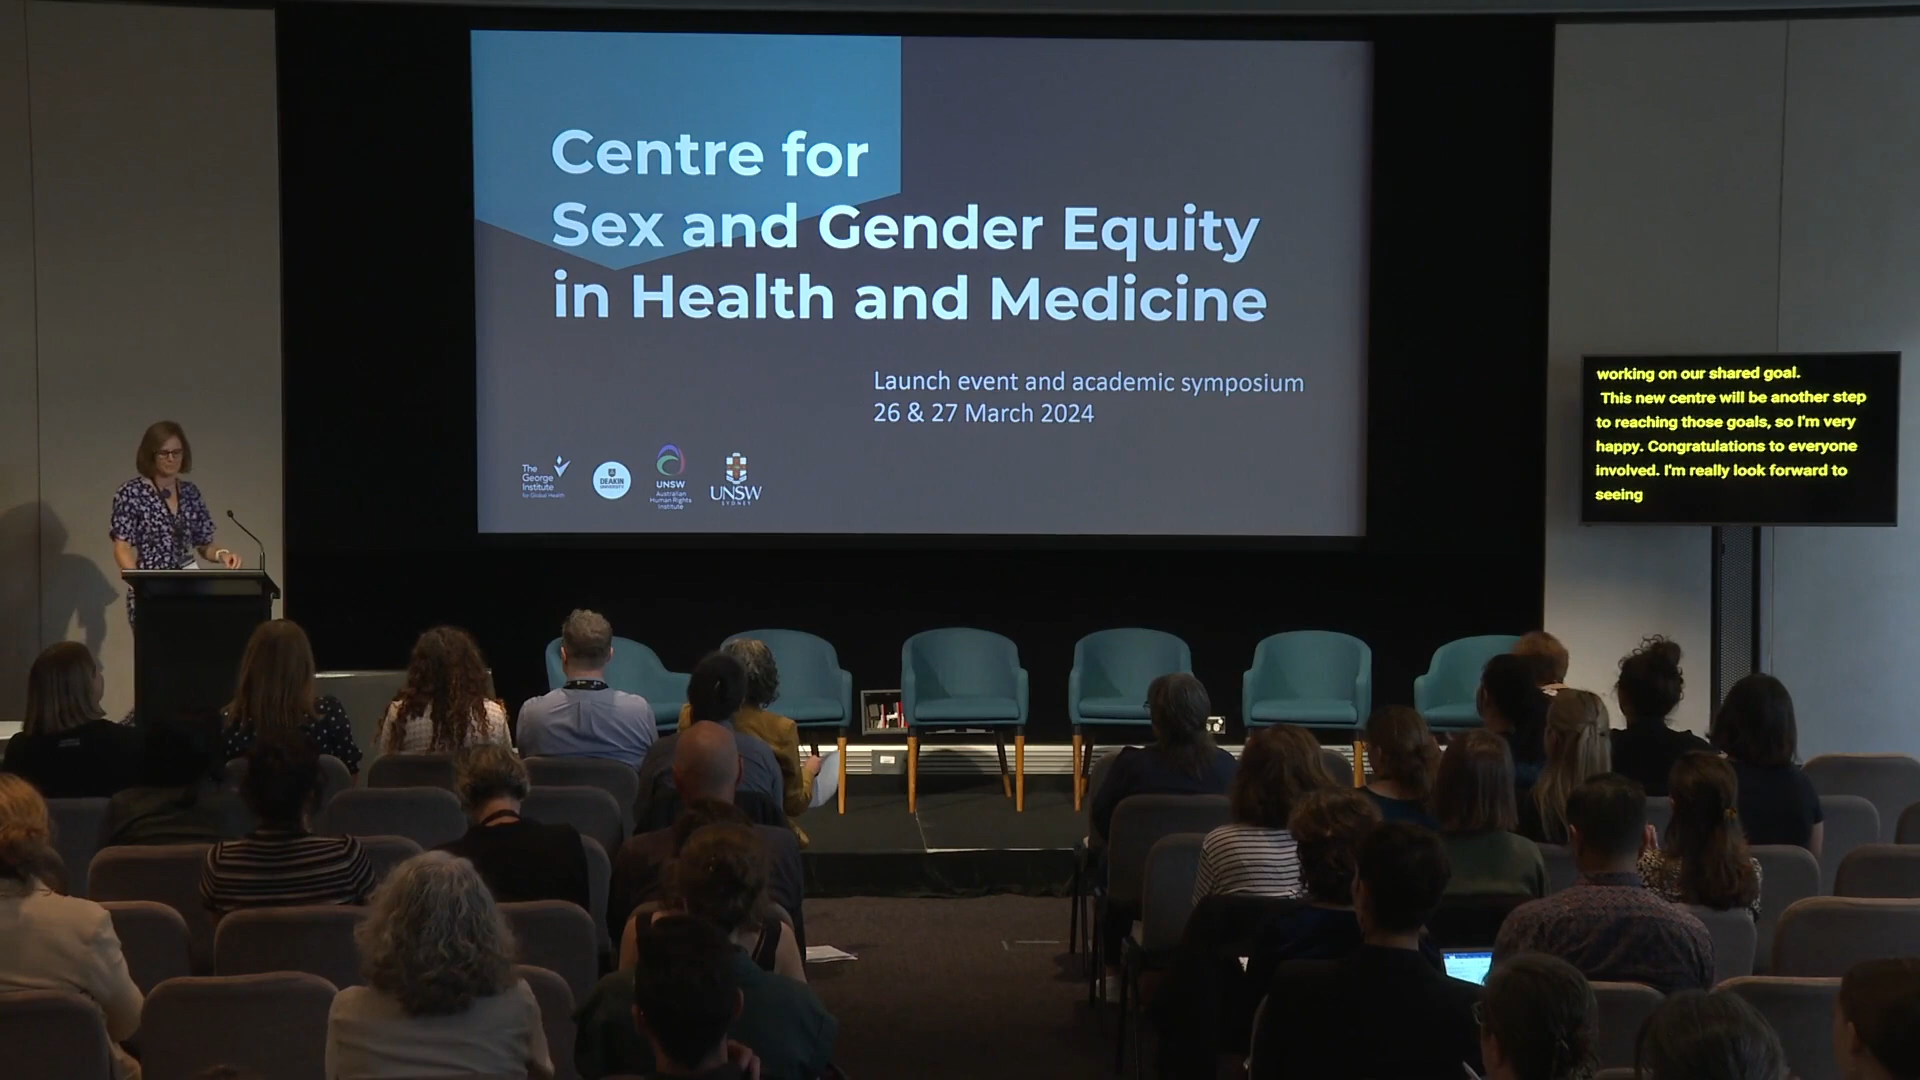 Centre for
Sex and Gender Equity
in Health and Medicine
Launch event and academic symposium
26 & 27 March 2024
The
George
Institute
for Global Health
DEAKIN
UNIVERSITY
UNSW
Australian
Human Rights
Institute
UNSW
SYDNEY
working on our shared goal.
This new centre will be another step
to reaching those goals, so I'm very
happy. Congratulations to everyone
involved. I'm really look forward to
seeing